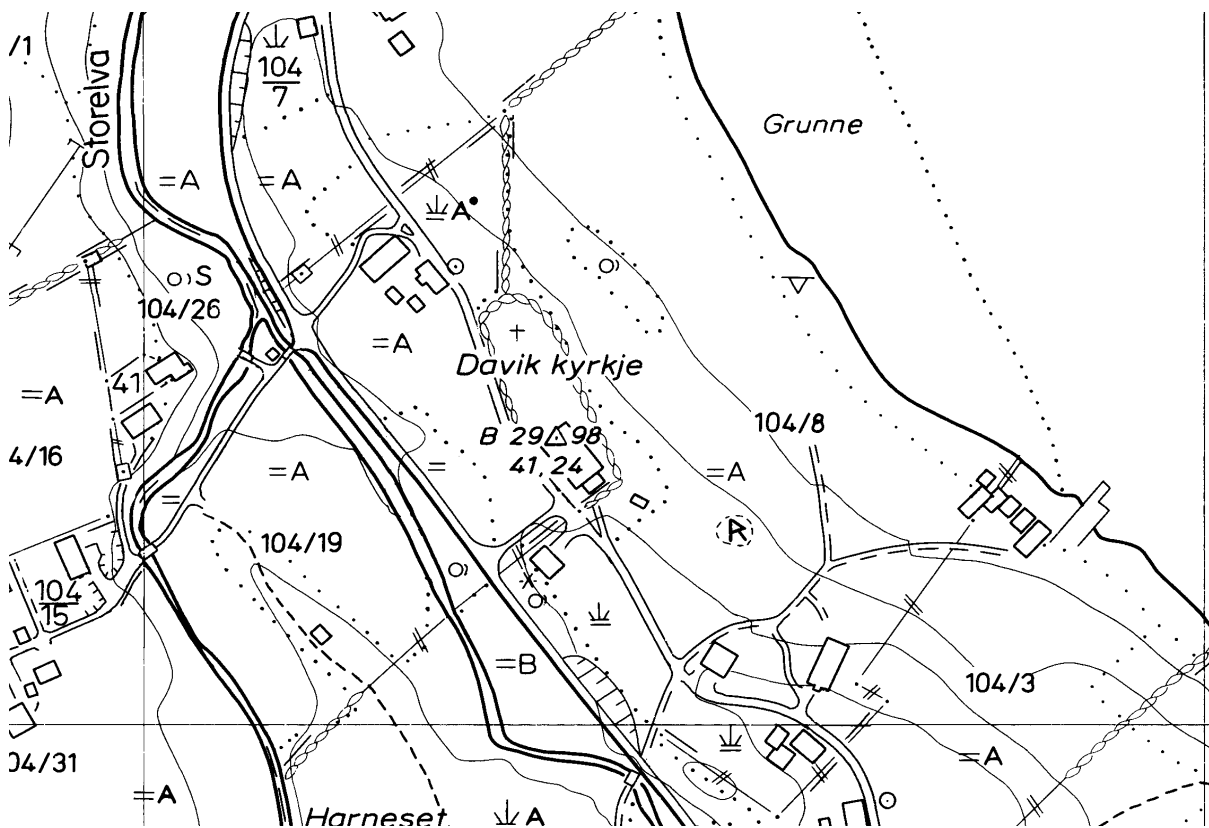 /1
Storelva
104
7
Grunne
=A
=A
A
S
104/26
=A
Davik kyrkje
41
=A
104/8
B 29 98
41,24
4/16
=A
=A
=
=
R
104/19
104
15
=B
104/3
04/31
=A
=A
Harneset
A